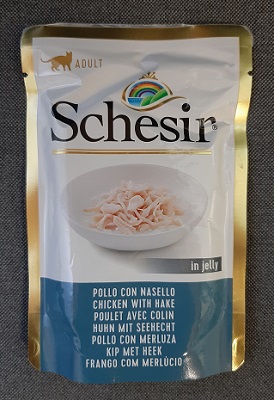 ADULT
Schesir®
in jelly
POLLO CON NASELLO
CHICKEN WITH HAKE
POULET AVEC COLIN
HUHN MIT SEEHECHT
POLLO CON MERLUZA
KIP MET HEEK
FRANGO COM MERLÚCIO